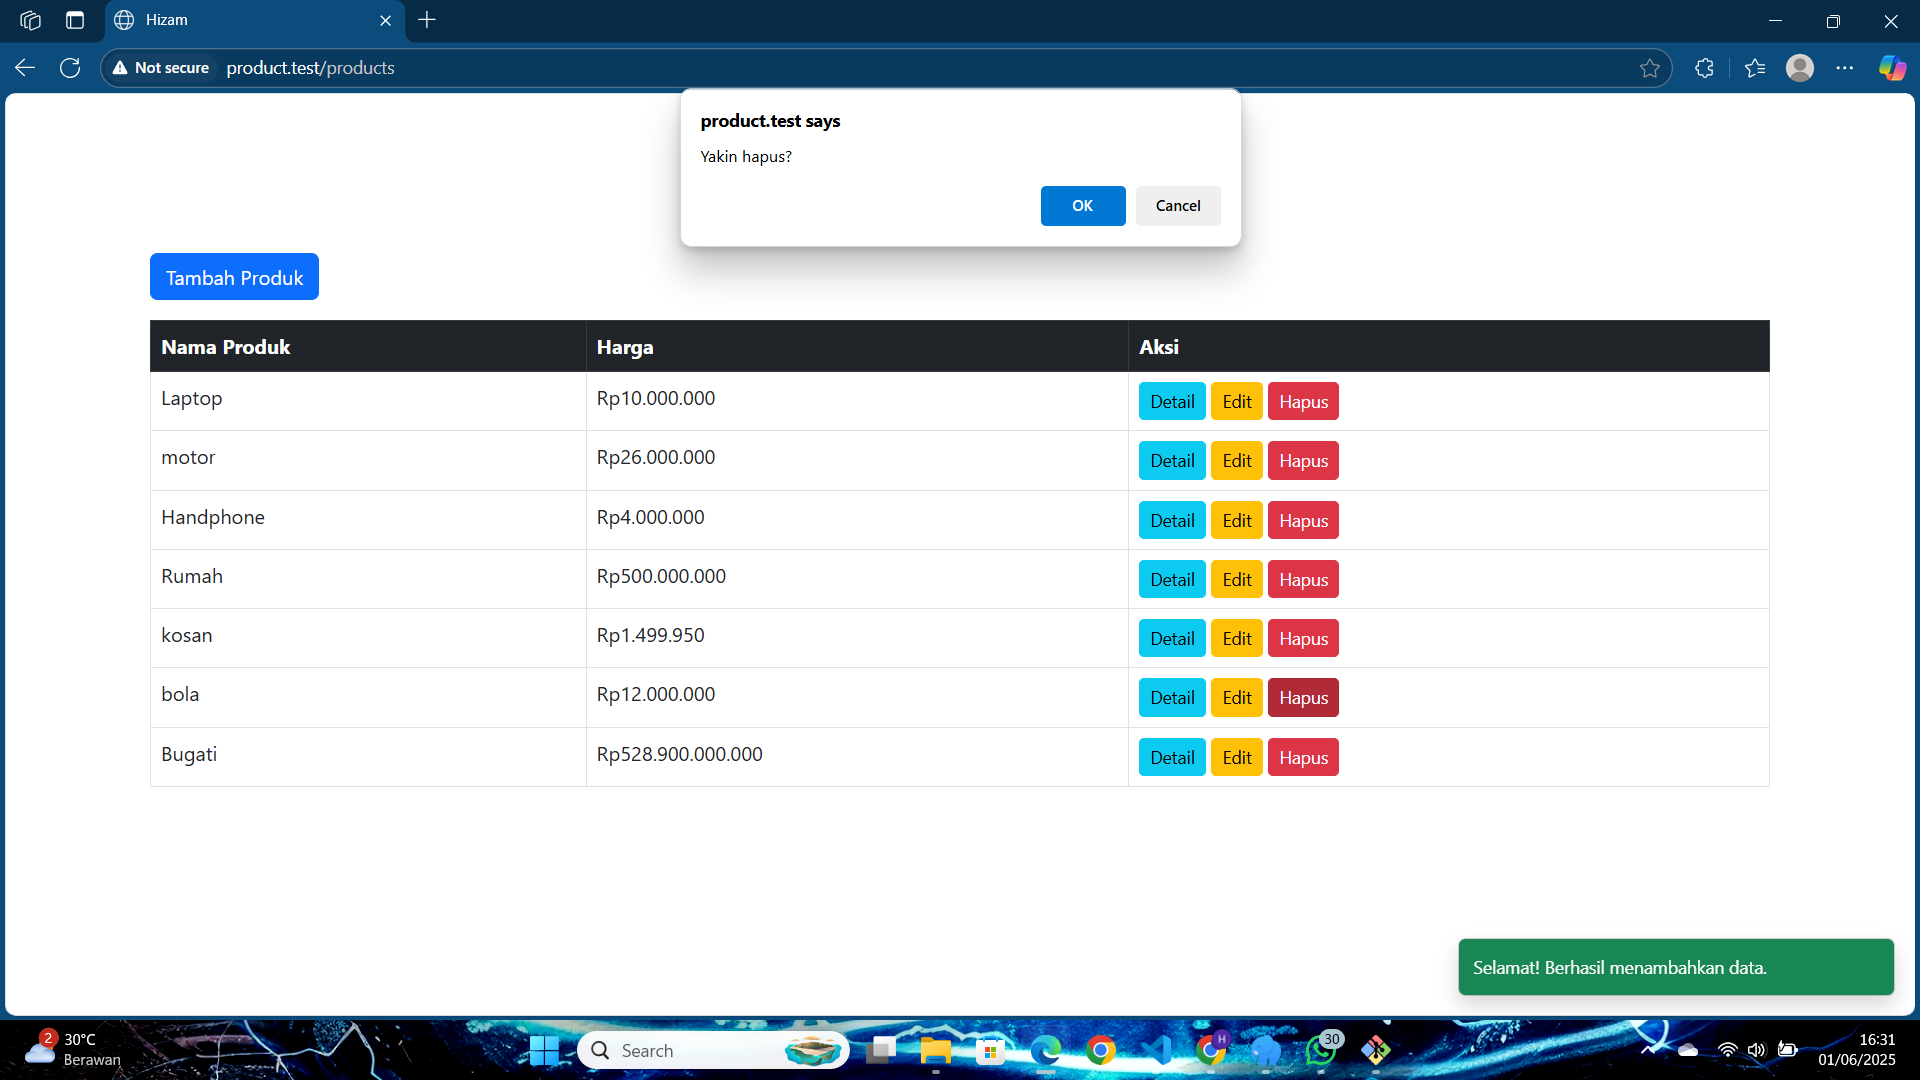 Hizam
Not secure product.test/products
product.test says
Yakin hapus?
OK Cancel
Tambah Produk
Nama Produk Harga Aksi
Laptop Rp10.000.000 Detail Edit Hapus
motor Rp26.000.000 Detail Edit Hapus
Handphone Rp4.000.000 Detail Edit Hapus
Rumah Rp500.000.000 Detail Edit Hapus
kosan Rp1.499.950 Detail Edit Hapus
bola Rp12.000.000 Detail Edit Hapus
Bugati Rp528.900.000.000 Detail Edit Hapus
Selamat! Berhasil menambahkan data.
2 30°C
Berawan
Search
H
30
16:31
01/06/2025